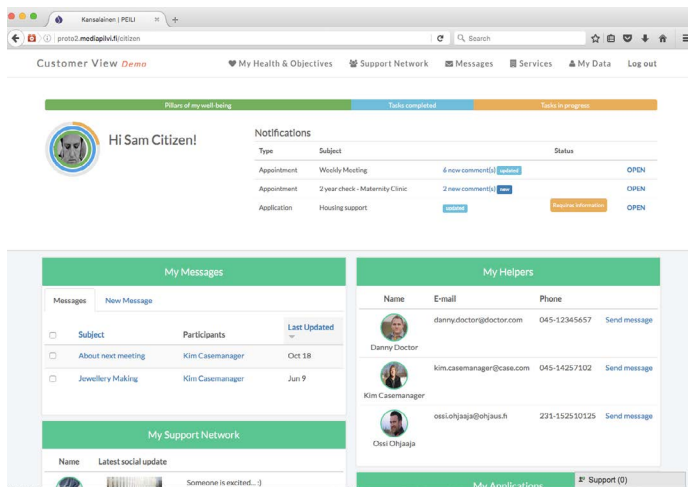 Kansalainen | PEILI
proto2.mediapilvi.fi/citizen
Search
Customer View Demo
My Health & Objectives
Support Network
Messages
Services
My Data
Log out
Pillars of my well-being
Tasks completed
Tasks in progress
Hi Sam Citizen!
Notifications
Type Subject Status
Appointment Weekly Meeting 6 new comment(s) updated OPEN
Appointment 2 year check - Maternity Clinic 2 new comment(s) new OPEN
Application Housing support updated Requires information OPEN
My Messages
Messages New Message
Subject Participants Last Updated
About next meeting Kim Casemanager Oct 18
Jewellery Making Kim Casemanager Jun 9
My Support Network
Name Latest social update
Someone is excited... :)
My Helpers
Name E-mail Phone
danny.doctor@doctor.com 045-12345657 Send message
Danny Doctor
kim.casemanager@case.com 045-14257102 Send message
Kim Casemanager
ossi.ohjaaja@ohjaus.fi 231-152510125 Send message
Ossi Ohjaaja
My Applications
Support (0)